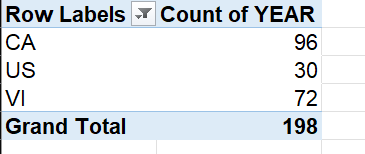 Row Labels Count of YEAR
CA 96
US 30
VI 72
Grand Total 198